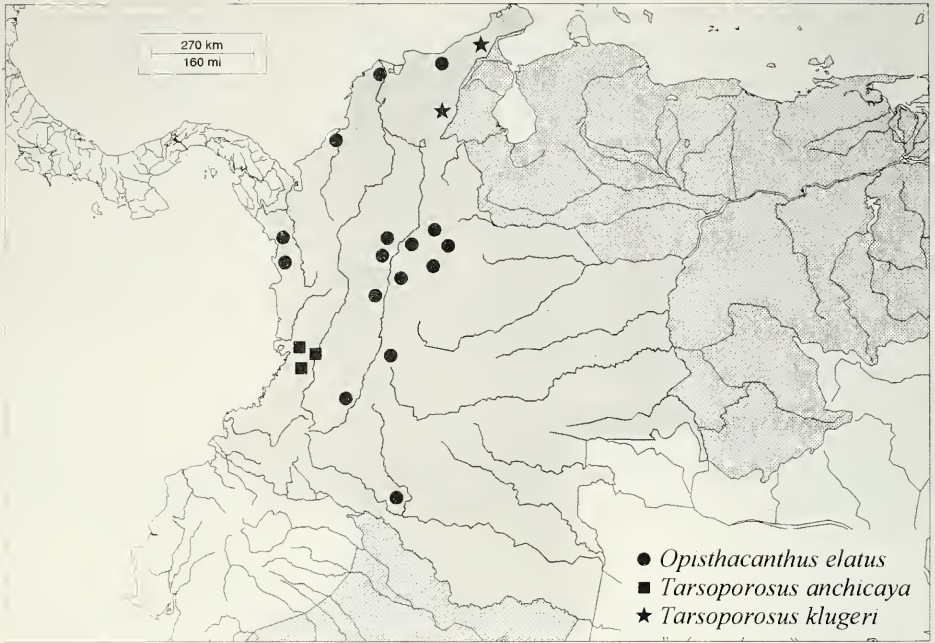 270 km
160 mi
Opisthacanthus elatus
Tarsoporosus anchicaya
Tarsoporosus klugeri